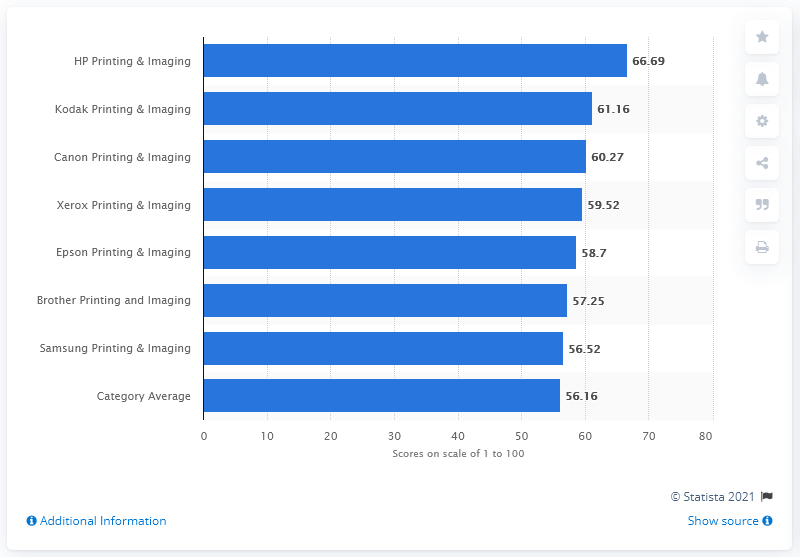 HP Printing & Imaging 66.69
Kodak Printing & Imaging 61.16
Canon Printing & Imaging 60.27
Xerox Printing & Imaging 59.52
Epson Printing & Imaging 58.7
Brother Printing and Imaging 57.25
Samsung Printing & Imaging 56.52
Category Average 56.16
0 10 20 30 40 50 60 70 80
Scores on scale of 1 to 100
© Statista 2021
Additional Information Show source